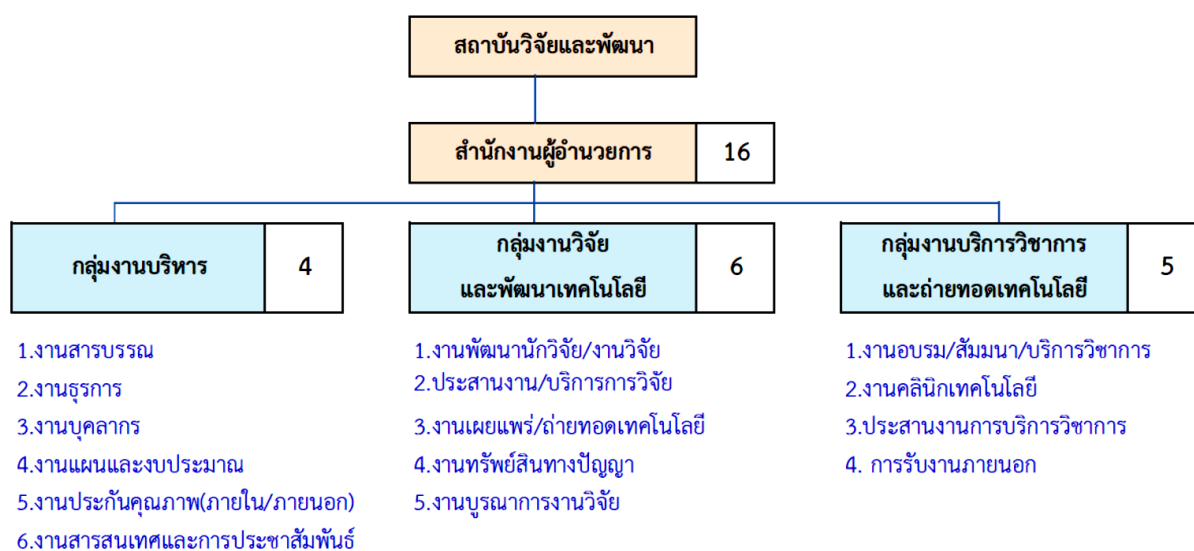 สถาบันวิจัยและพัฒนา
สำนักงานผู้อำนวยการ 16
กลุ่มงานบริหาร 4
1.งานสารบรรณ
2.งานธุรการ
3.งานบุคลากร
4.งานแผนและงบประมาณ
5.งานประกันคุณภาพ(ภายใน/ภายนอก)
6.งานสารสนเทศและการประชาสัมพันธ์
กลุ่มงานวิจัย
และพัฒนาเทคโนโลยี 6
1.งานพัฒนานักวิจัย/งานวิจัย
2.ประสานงาน/บริการการวิจัย
3.งานเผยแพร่/ถ่ายทอดเทคโนโลยี
4.งานทรัพย์สินทางปัญญา
5.งานบูรณาการงานวิจัย
กลุ่มงานบริการวิชาการ
และถ่ายทอดเทคโนโลยี 5
1.งานอบรม/สัมมนา/บริการวิชาการ
2.งานคลินิกเทคโนโลยี
3.ประสานงานการบริการวิชาการ
4. การรับงานภายนอก